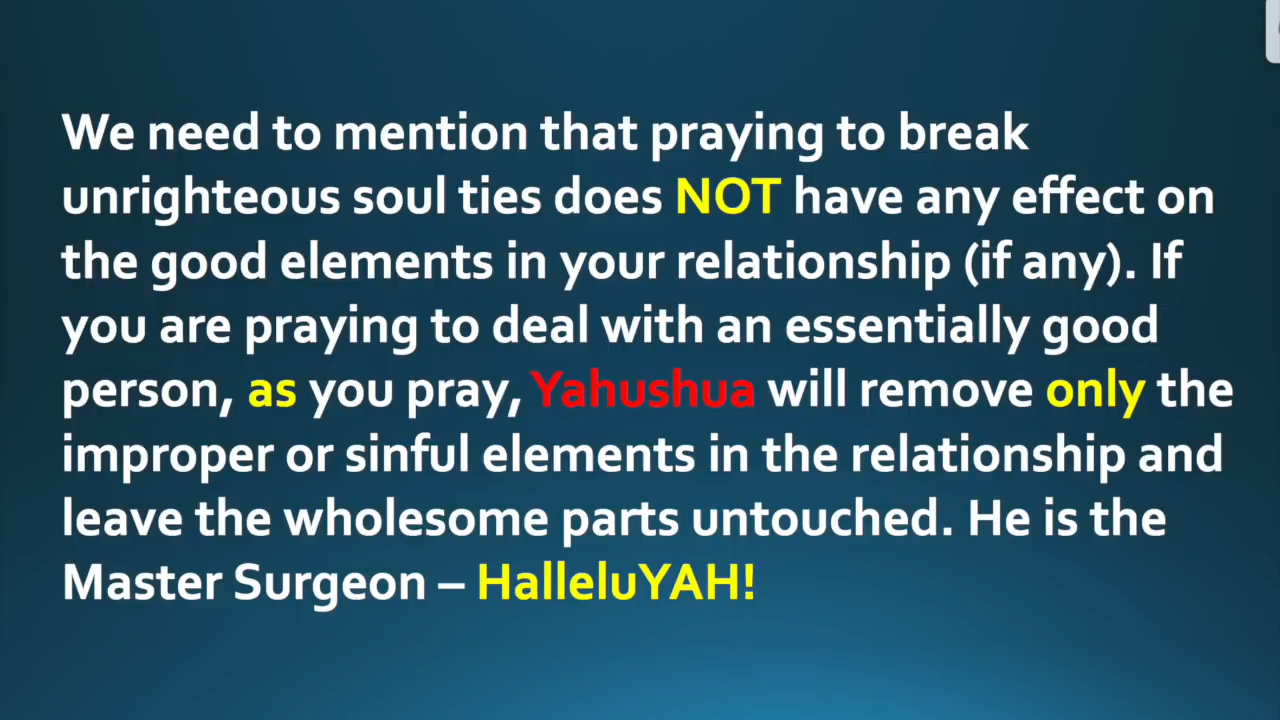 We need to mention that praying to break
unrighteous soul ties does NOT have any effect on
the good elements in your relationship (if any). If
you are praying to deal with an essentially good
person, as you pray, Yahushua will remove only the
improper or sinful elements in the relationship and
leave the wholesome parts untouched. He is the
Master Surgeon – HalleluYAH!